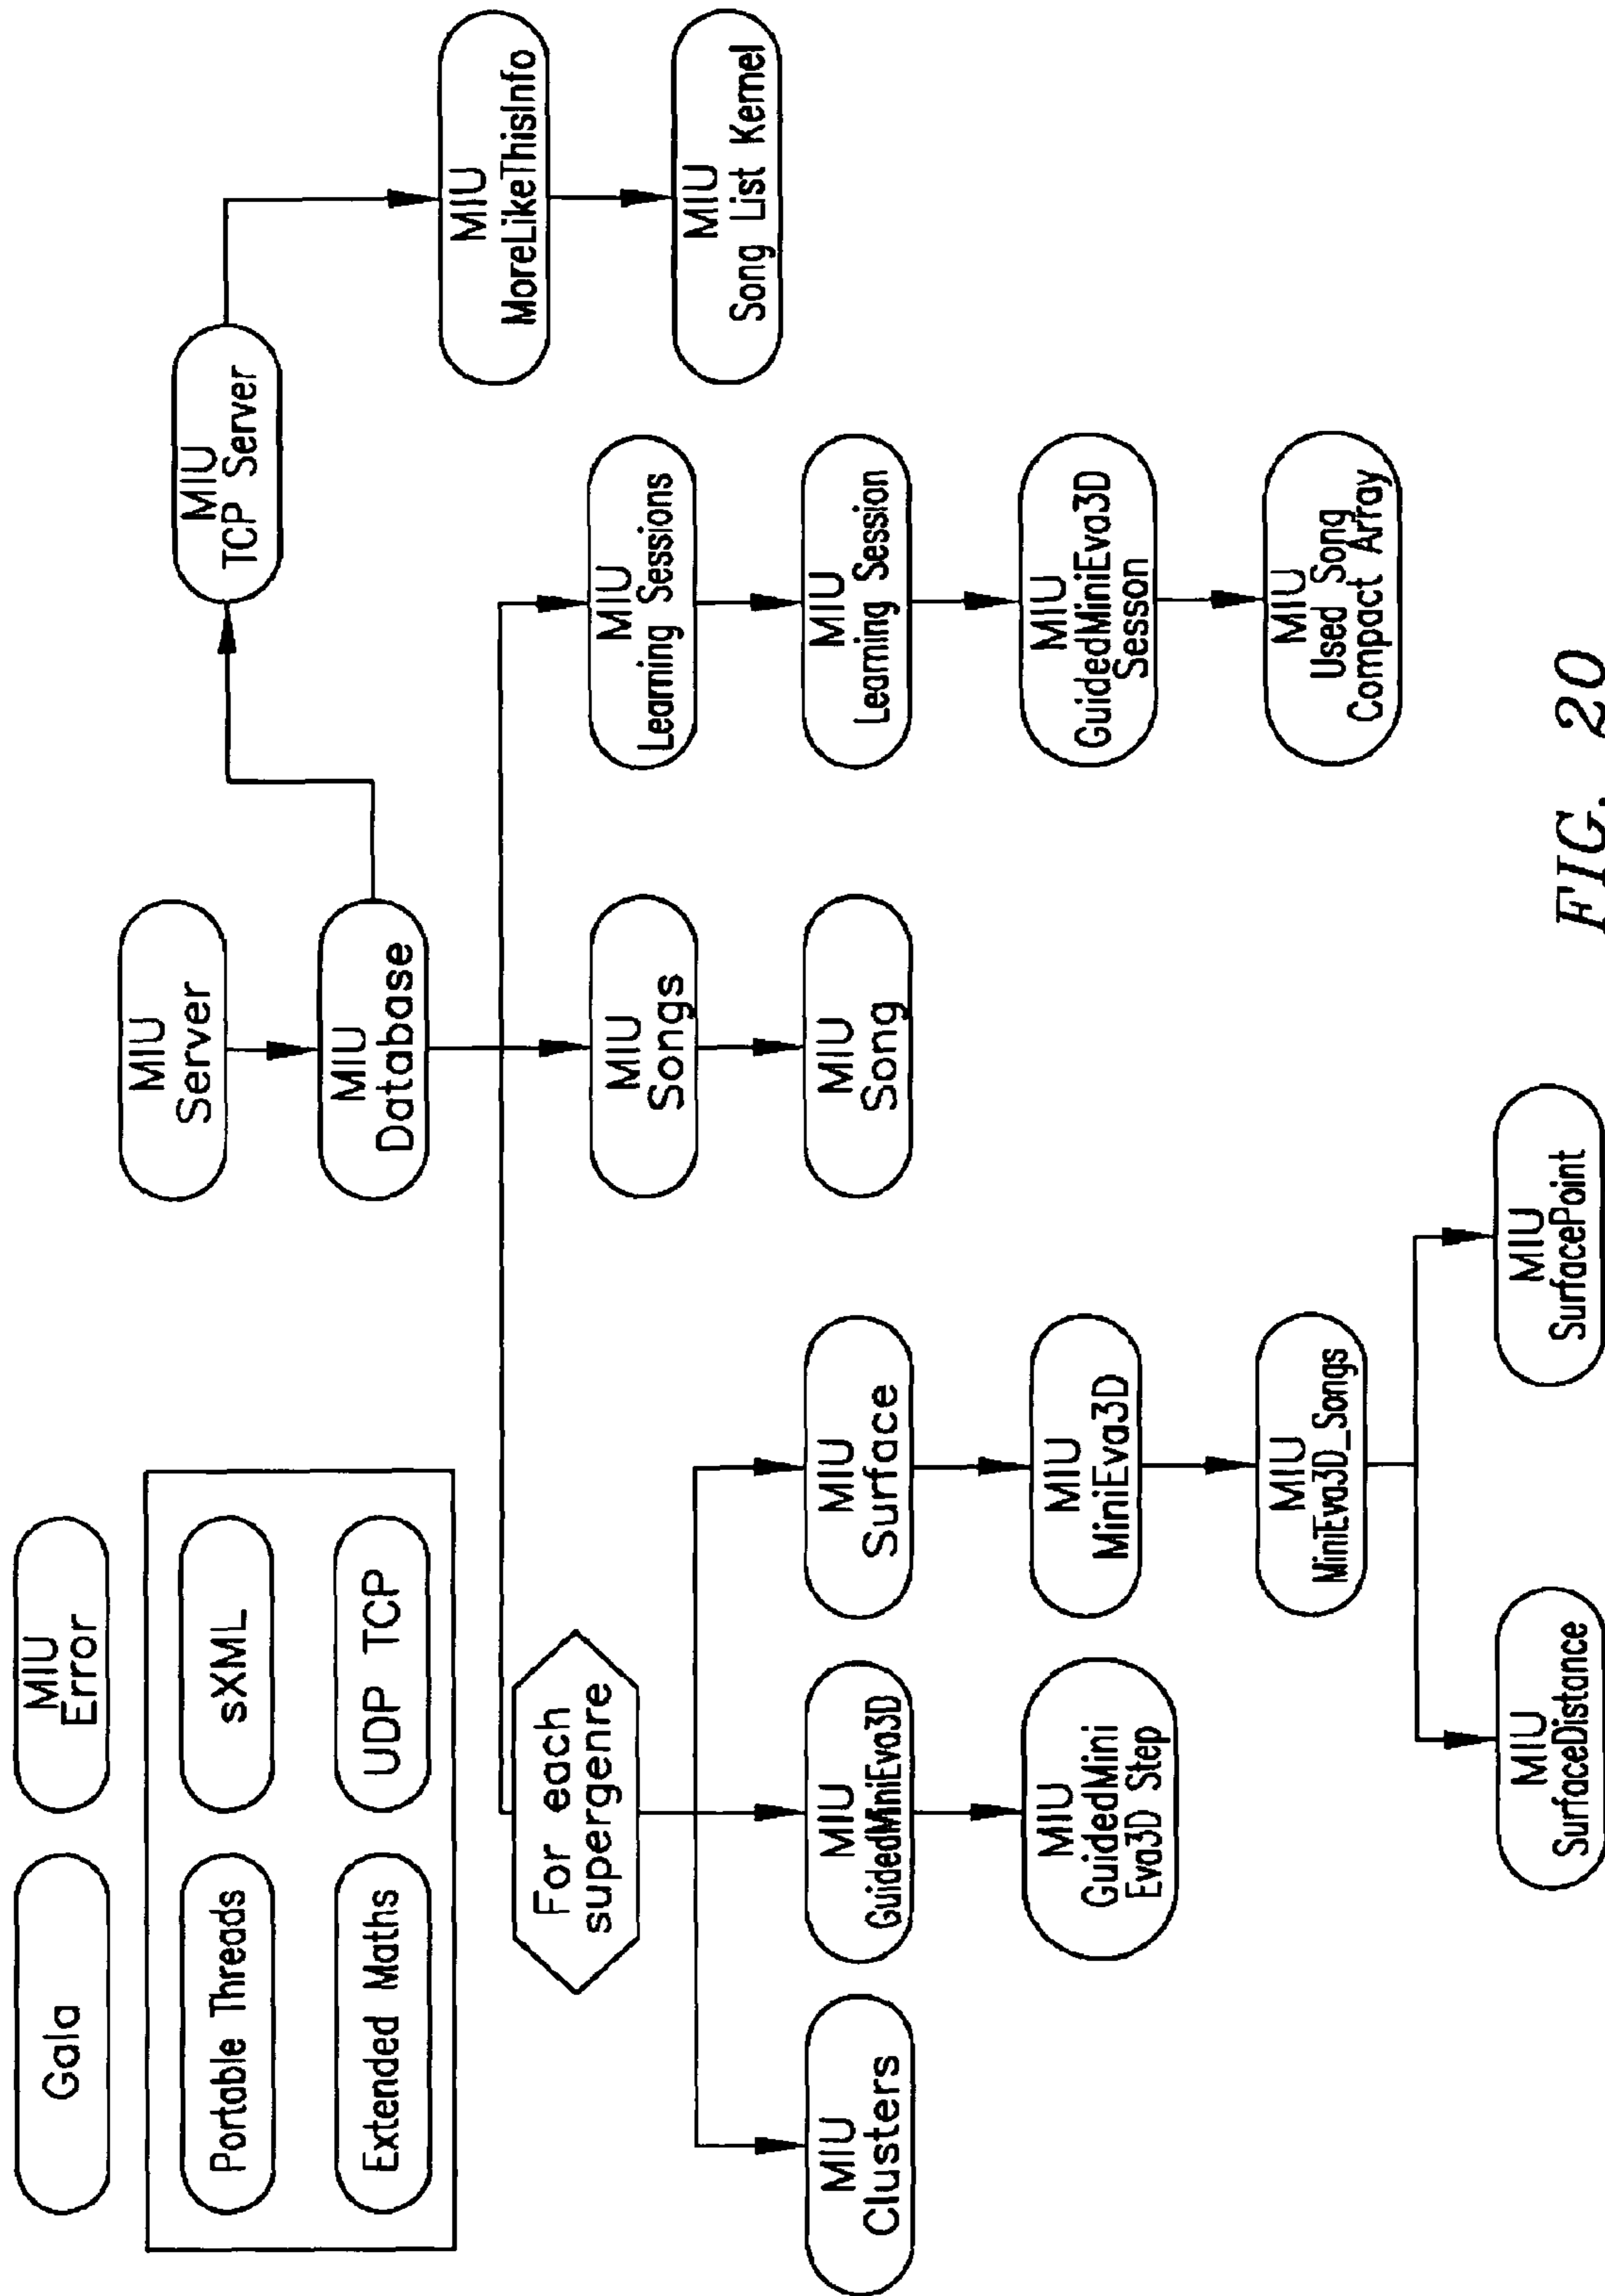 Gala
MIU
Error
Portable Threads
sXML
Extended Maths
UDP TCP
MIU
Server
MIU
Database
MIU
TCP Server
MIU
MoreLikeThisInfo
MIU
Song List Kernel
For each
supergenre
MIU
Songs
MIU
Song
MIU
Learning Sessions
MIU
Learning Session
MIU
GuidedMiniEva3D
Sesson
MIU
Used Song
Compact Array
MIU
Clusters
MIU
GuidedMiniEva3D
MIU
GuidedMini
Eva3D Step
MIU
Surface
MIU
MiniEva3D
MIU
MiniEva3D_Songs
MIU
SurfaceDistance
MIU
SurfacePoint
FIG. 20